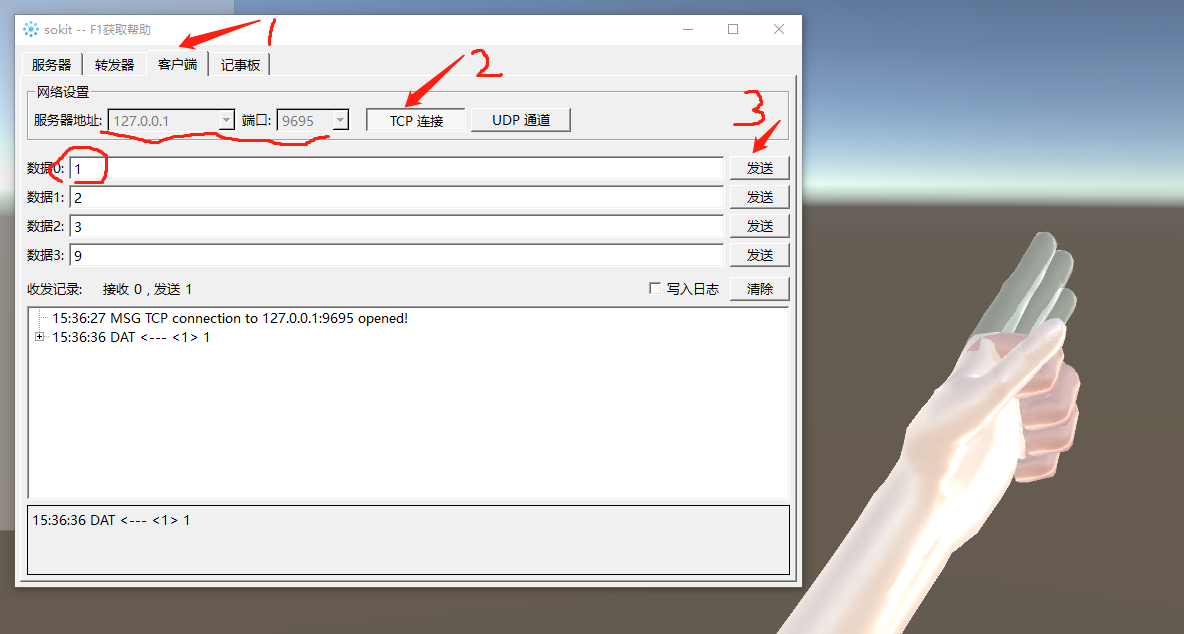 sokit -- F1获取帮助
1
服务器 转发器 客户端 记事板
2
网络设置
3
服务器地址: 127.0.0.1 端口: 9695 TCP 连接 UDP 通道
数据0: 1 发送
数据1: 2 发送
数据2: 3 发送
数据3: 9 发送
收发记录: 接收 0 , 发送 1 写入日志 清除
15:36:27 MSG TCP connection to 127.0.0.1:9695 opened!
15:36:36 DAT <--- <1> 1
15:36:36 DAT <--- <1> 1